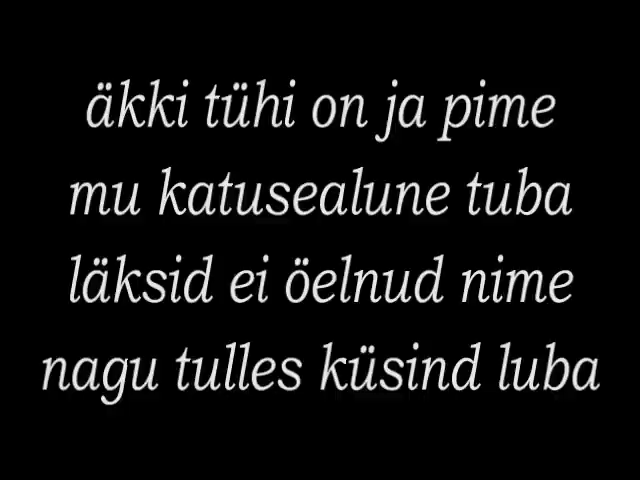 äkki tühi on ja pime
mu katusealune tuba
läksid ei öelnud nime
nagu tulles küsind luba